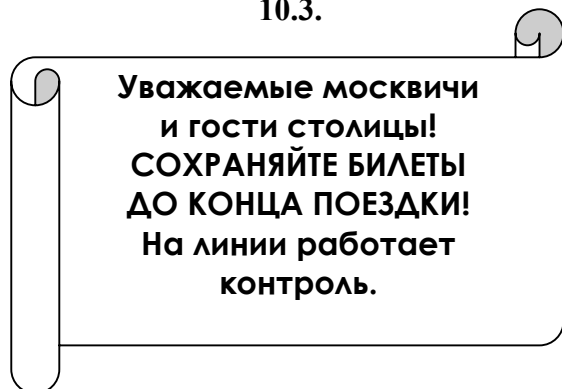 10.3.
Уважаемые москвичи
и гости столицы!
СОХРАНЯЙТЕ БИЛЕТЫ
ДО КОНЦА ПОЕЗДКИ!
На линии работает
контроль.